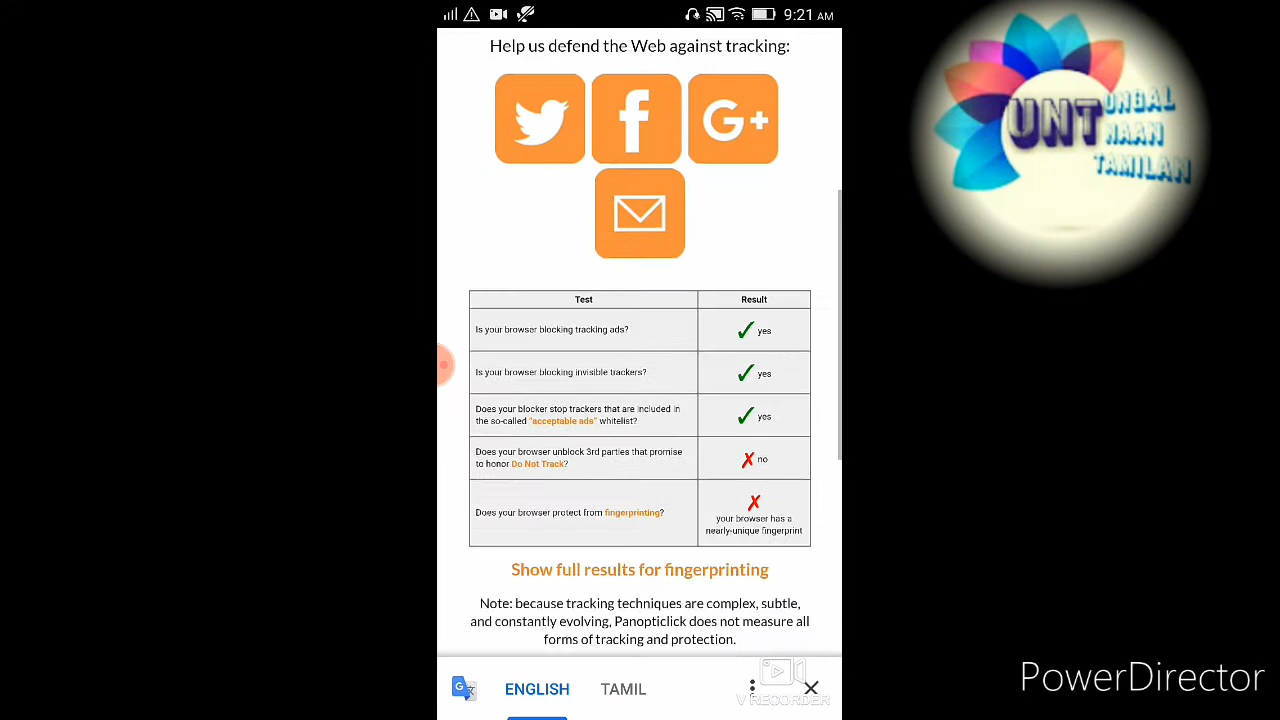 9:21 AM
Help us defend the Web against tracking:
G+
Test Result
Is your browser blocking tracking ads? yes
Is your browser blocking invisible trackers? yes
Does your blocker stop trackers that are included in
the so-called "acceptable ads" whitelist? yes
Does your browser unblock 3rd parties that promise
to honor Do Not Track? no
Does your browser protect from fingerprinting?
your browser has a
nearly-unique fingerprint
Show full results for fingerprinting
Note: because tracking techniques are complex, subtle,
and constantly evolving, Panopticlick does not measure all
forms of tracking and protection.
ENGLISH TAMIL
V RECORDER
UNT
UNGAL
NAAN
TAMILAN
PowerDirector